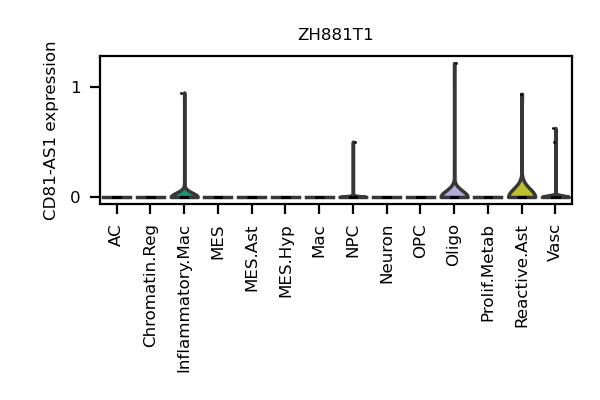 ZH881T1
CD81-AS1 expression
1
0
AC
Chromatin.Reg
Inflammatory.Mac
MES
MES.Ast
MES.Hyp
Mac
NPC
Neuron
OPC
Oligo
Prolif.Metab
Reactive.Ast
Vasc